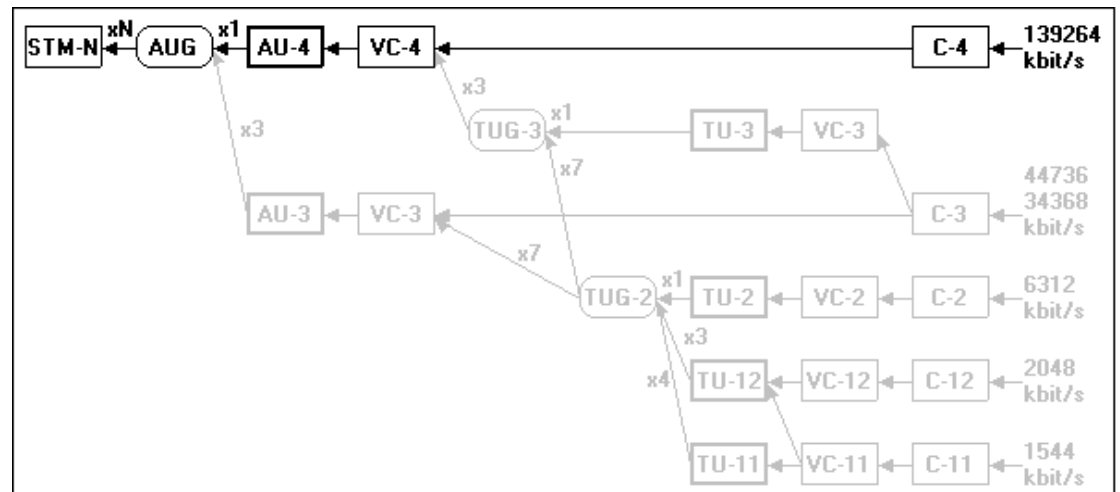 xN
x1
139264
STM-N
AUG
AU-4
VC-4
C-4
kbit/s
x3
x1
TUG-3
TU-3
VC-3
x3
x7
44736
34368
AU-3
VC-3
C-3
kbit/s
x7
x1
6312
TUG-2
TU-2
VC-2
C-2
kbit/s
x3
2048
x4
TU-12
VC-12
C-12
kbit/s
1544
TU-11
VC-11
C-11
kbit/s